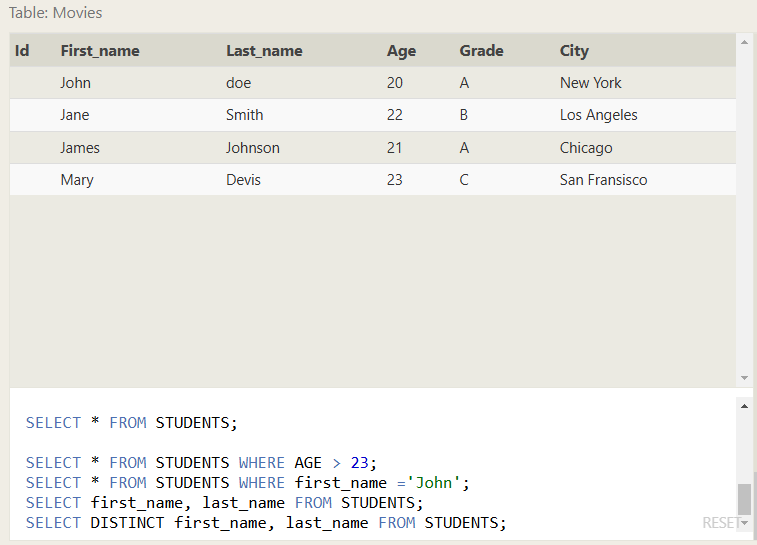 Table: Movies
Id First_name Last_name Age Grade City
John doe 20 A New York
Jane Smith 22 B Los Angeles
James Johnson 21 A Chicago
Mary Devis 23 C San Fransisco
SELECT * FROM STUDENTS;
SELECT * FROM STUDENTS WHERE AGE > 23;
SELECT * FROM STUDENTS WHERE first_name ='John';
SELECT first_name, last_name FROM STUDENTS;
SELECT DISTINCT first_name, last_name FROM STUDENTS;
RESET